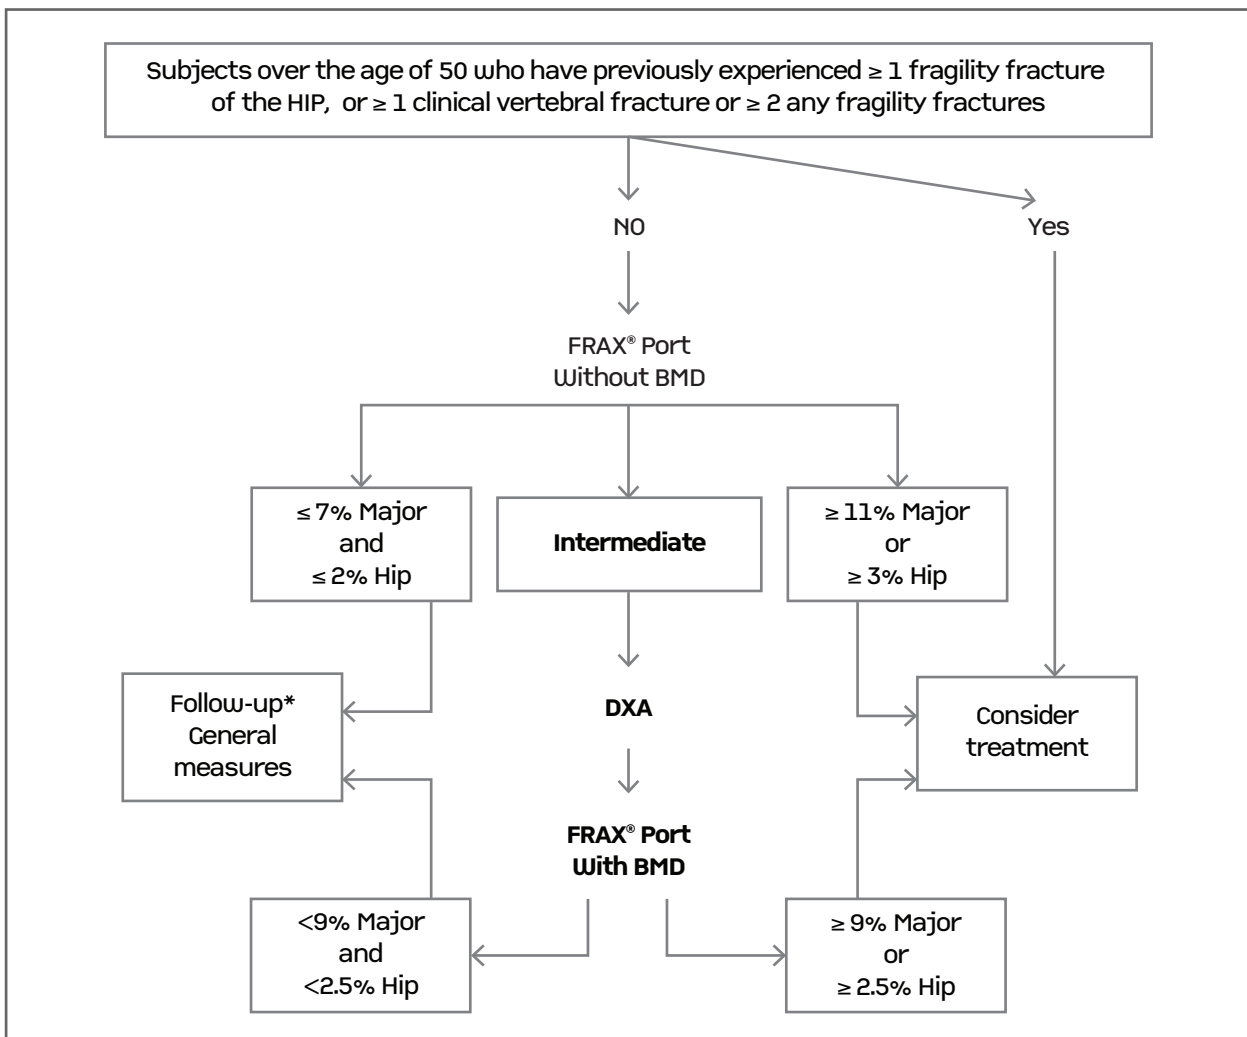 Subjects over the age of 50 who have previously experienced ≥ 1 fragility fracture
of the HIP, or ≥ 1 clinical vertebral fracture or ≥ 2 any fragility fractures
NO
Yes
FRAX® Port
Without BMD
≤ 7% Major
and
≤ 2% Hip
Intermediate
≥ 11% Major
or
≥ 3% Hip
Follow-up*
General
measures
DXA
Consider
treatment
FRAX® Port
With BMD
<9% Major
and
<2.5% Hip
≥ 9% Major
or
≥ 2.5% Hip